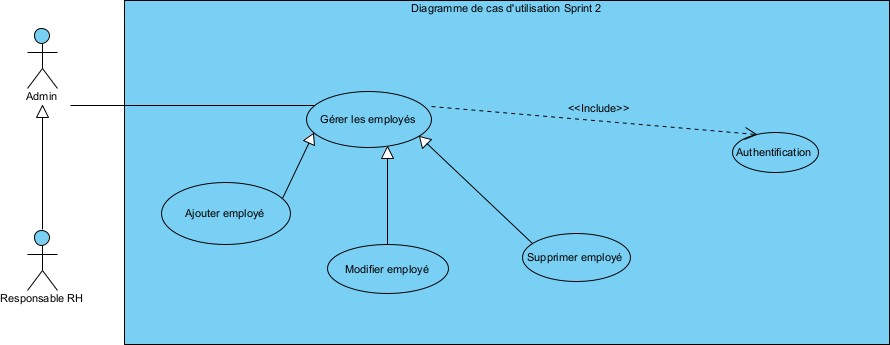 Diagramme de cas d'utilisation Sprint 2
Admin
<<Include>>
Gérer les employés
Authentification
Ajouter employé
Supprimer employé
Modifier employé
Responsable RH